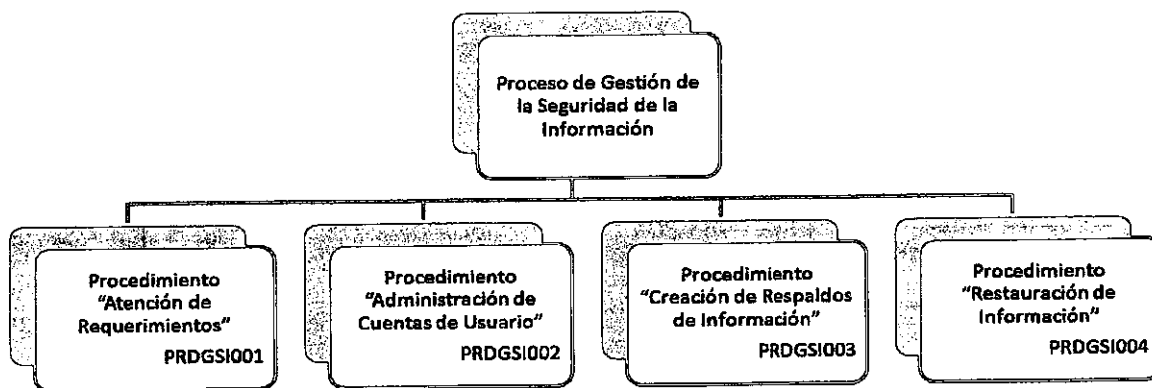 Proceso de Gestión de
la Seguridad de la
Información
Procedimiento
“Atención de
Requerimientos”
PRDGSI001
Procedimiento
“Administración de
Cuentas de Usuario”
PRDGSI002
Procedimiento
“Creación de Respaldos
de Información”
PRDGSI003
Procedimiento
“Restauración de
Información”
PRDGSI004